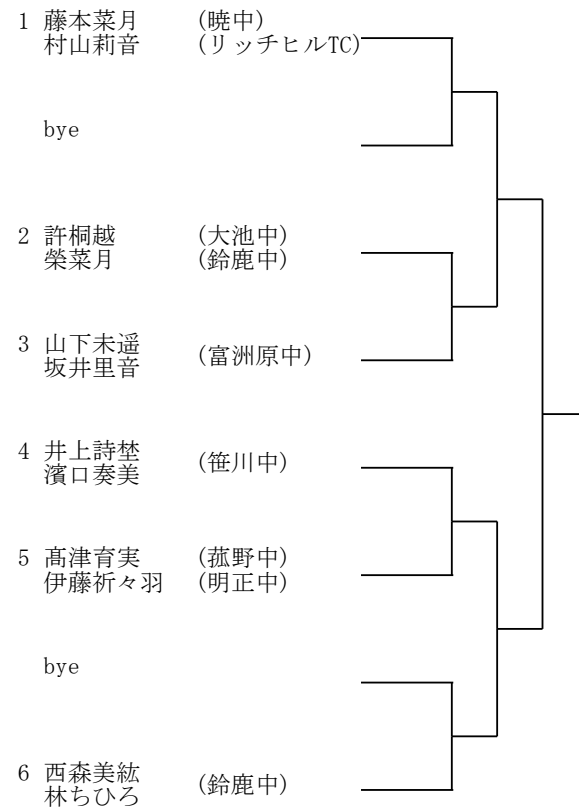 1 藤本菜月 (暁中)
村山莉音 (リッチヒルTC)
bye
2 許桐越 (大池中)
榮菜月 (鈴鹿中)
3 山下未遥
坂井里音 (富洲原中)
4 井上詩埜
濱口奏美 (笹川中)
5 髙津育実 (菰野中)
伊藤祈々羽 (明正中)
bye
6 西森美紘
林ちひろ (鈴鹿中)